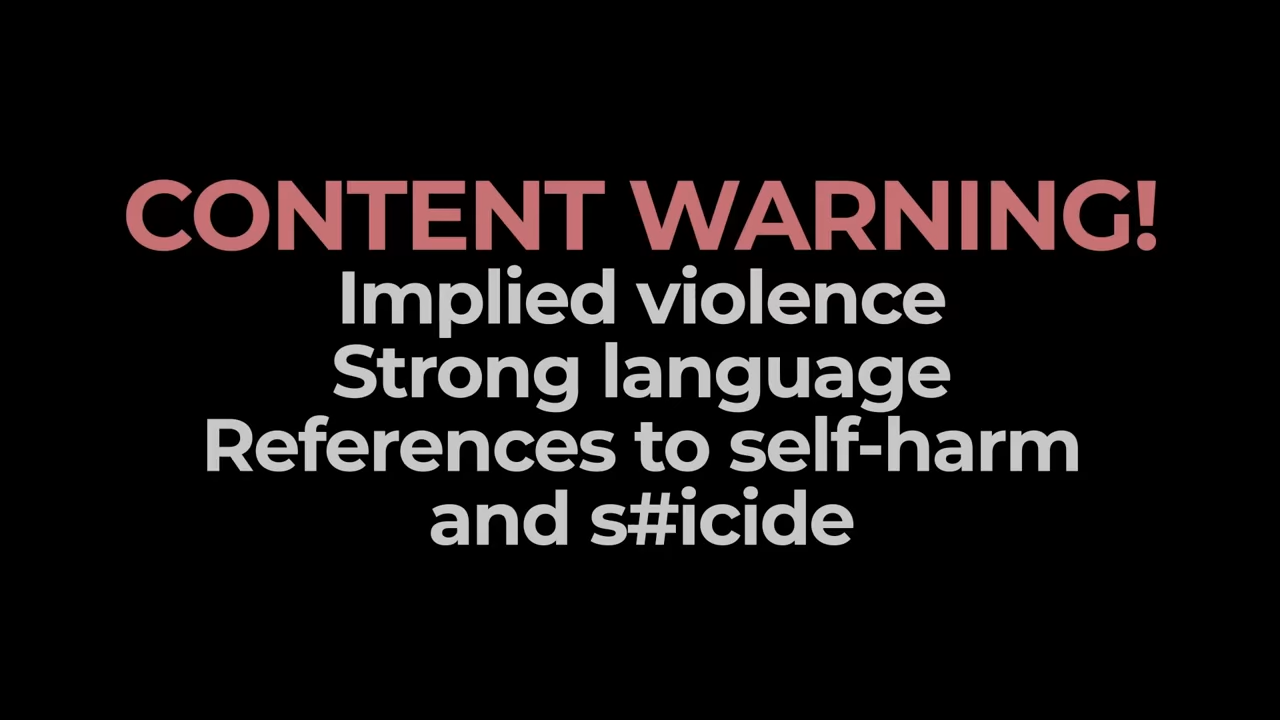 CONTENT WARNING!
Implied violence
Strong language
References to self-harm
and s#icide